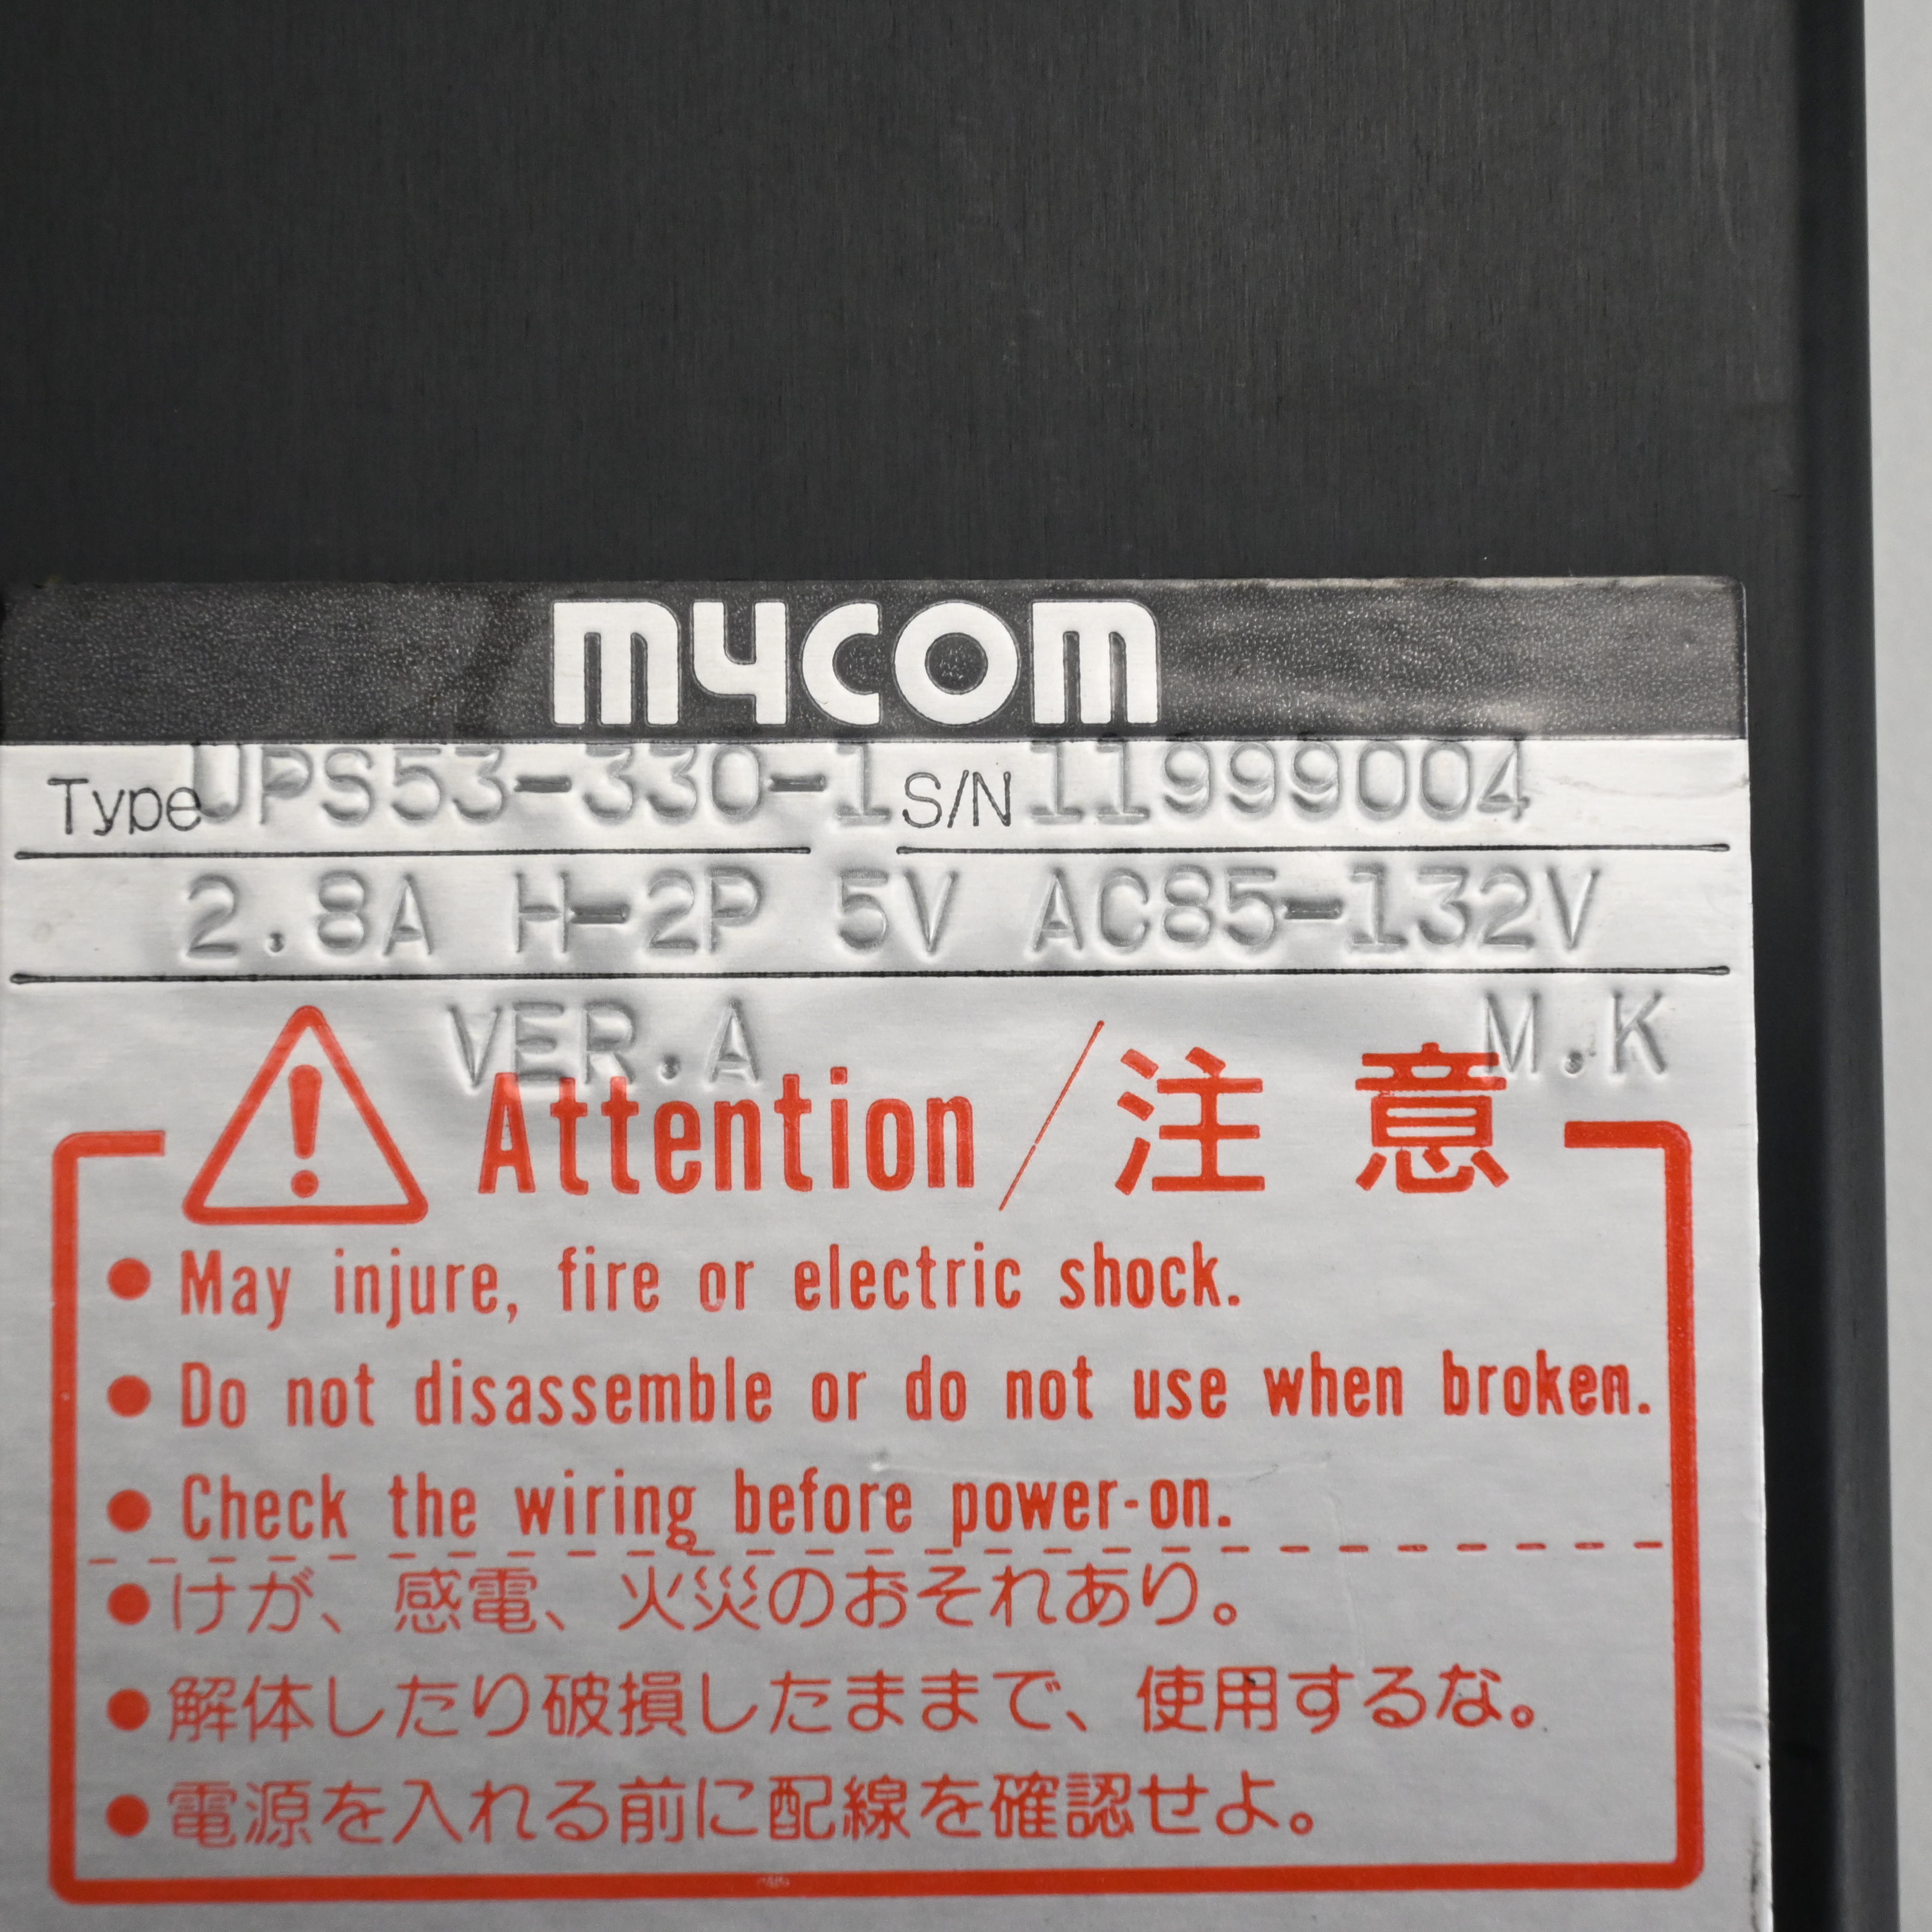 mycom
Type UPS53-330-1 S/N 11999004
2.8A H-2P 5V AC85-132V
VER.A M.K
Attention/注意
● May injure, fire or electric shock.
● Do not disassemble or do not use when broken.
● Check the wiring before power-on.
● けが、感電、火災のおそれあり。
● 解体したり破損したままで、使用するな。
● 電源を入れる前に配線を確認せよ。